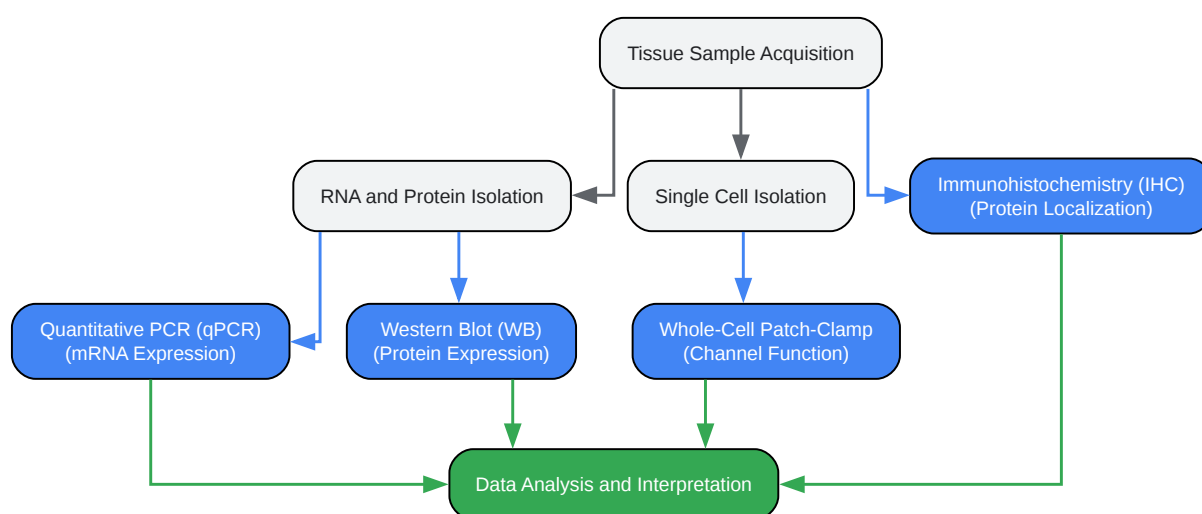 Tissue Sample Acquisition
RNA and Protein Isolation
Single Cell Isolation
Immunohistochemistry (IHC)
(Protein Localization)
Quantitative PCR (qPCR)
(mRNA Expression)
Western Blot (WB)
(Protein Expression)
Whole-Cell Patch-Clamp
(Channel Function)
Data Analysis and Interpretation